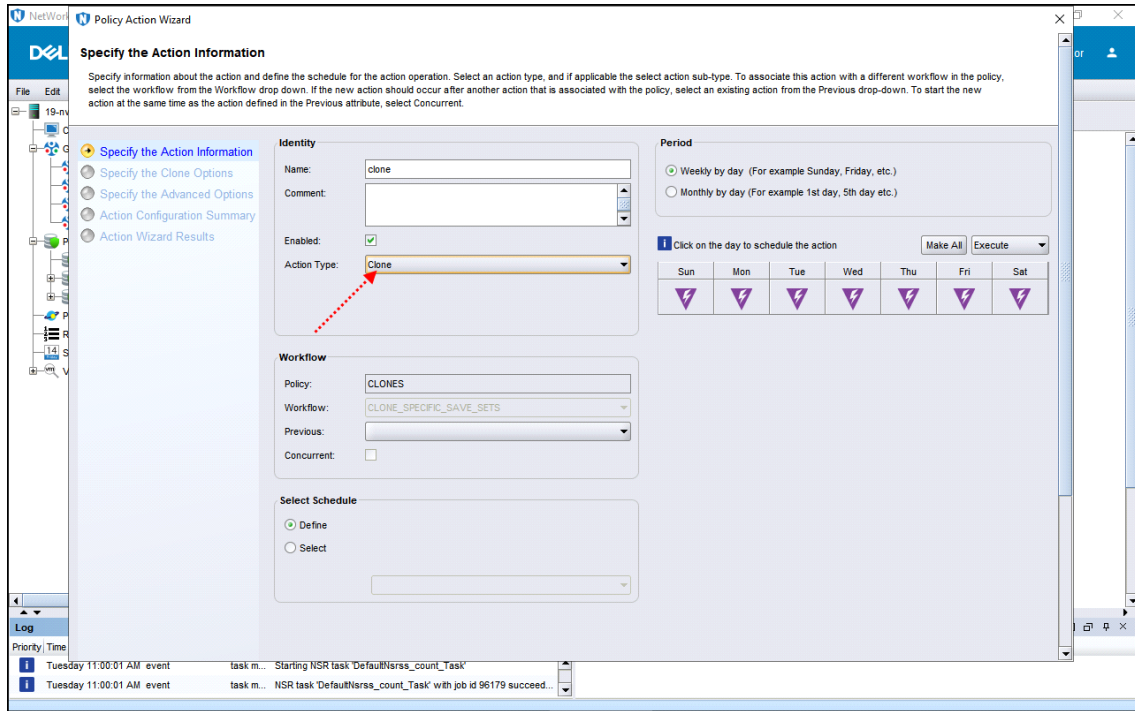 NetWork
Policy Action Wizard
DELL
or
Specify the Action Information
Specify information about the action and define the schedule for the action operation. Select an action type, and if applicable the select action sub-type. To associate this action with a different workflow in the policy,
select the workflow from the Workflow drop down. If the new action should occur after another action that is associated with the policy, select an existing action from the Previous drop-down. To start the new
action at the same time as the action defined in the Previous attribute, select Concurrent.
File Edit
19-nv
Specify the Action Information
Specify the Clone Options
Specify the Advanced Options
Action Configuration Summary
Action Wizard Results
Identity
Name: clone
Comment:
Enabled:
Action Type: Clone
Workflow
Policy: CLONES
Workflow: CLONE_SPECIFIC_SAVE_SETS
Previous:
Concurrent:
Select Schedule
Define
Select
Period
Weekly by day (For example Sunday, Friday, etc.)
Monthly by day (For example 1st day, 5th day etc.)
Click on the day to schedule the action Make All Execute
Sun Mon Tue Wed Thu Fri Sat
Log
Priority Time
Tuesday 11:00:01 AM event task m... Starting NSR task 'DefaultNsrss_count_Task'
Tuesday 11:00:01 AM event task m... NSR task 'DefaultNsrss_count_Task' with job id 96179 succeed...